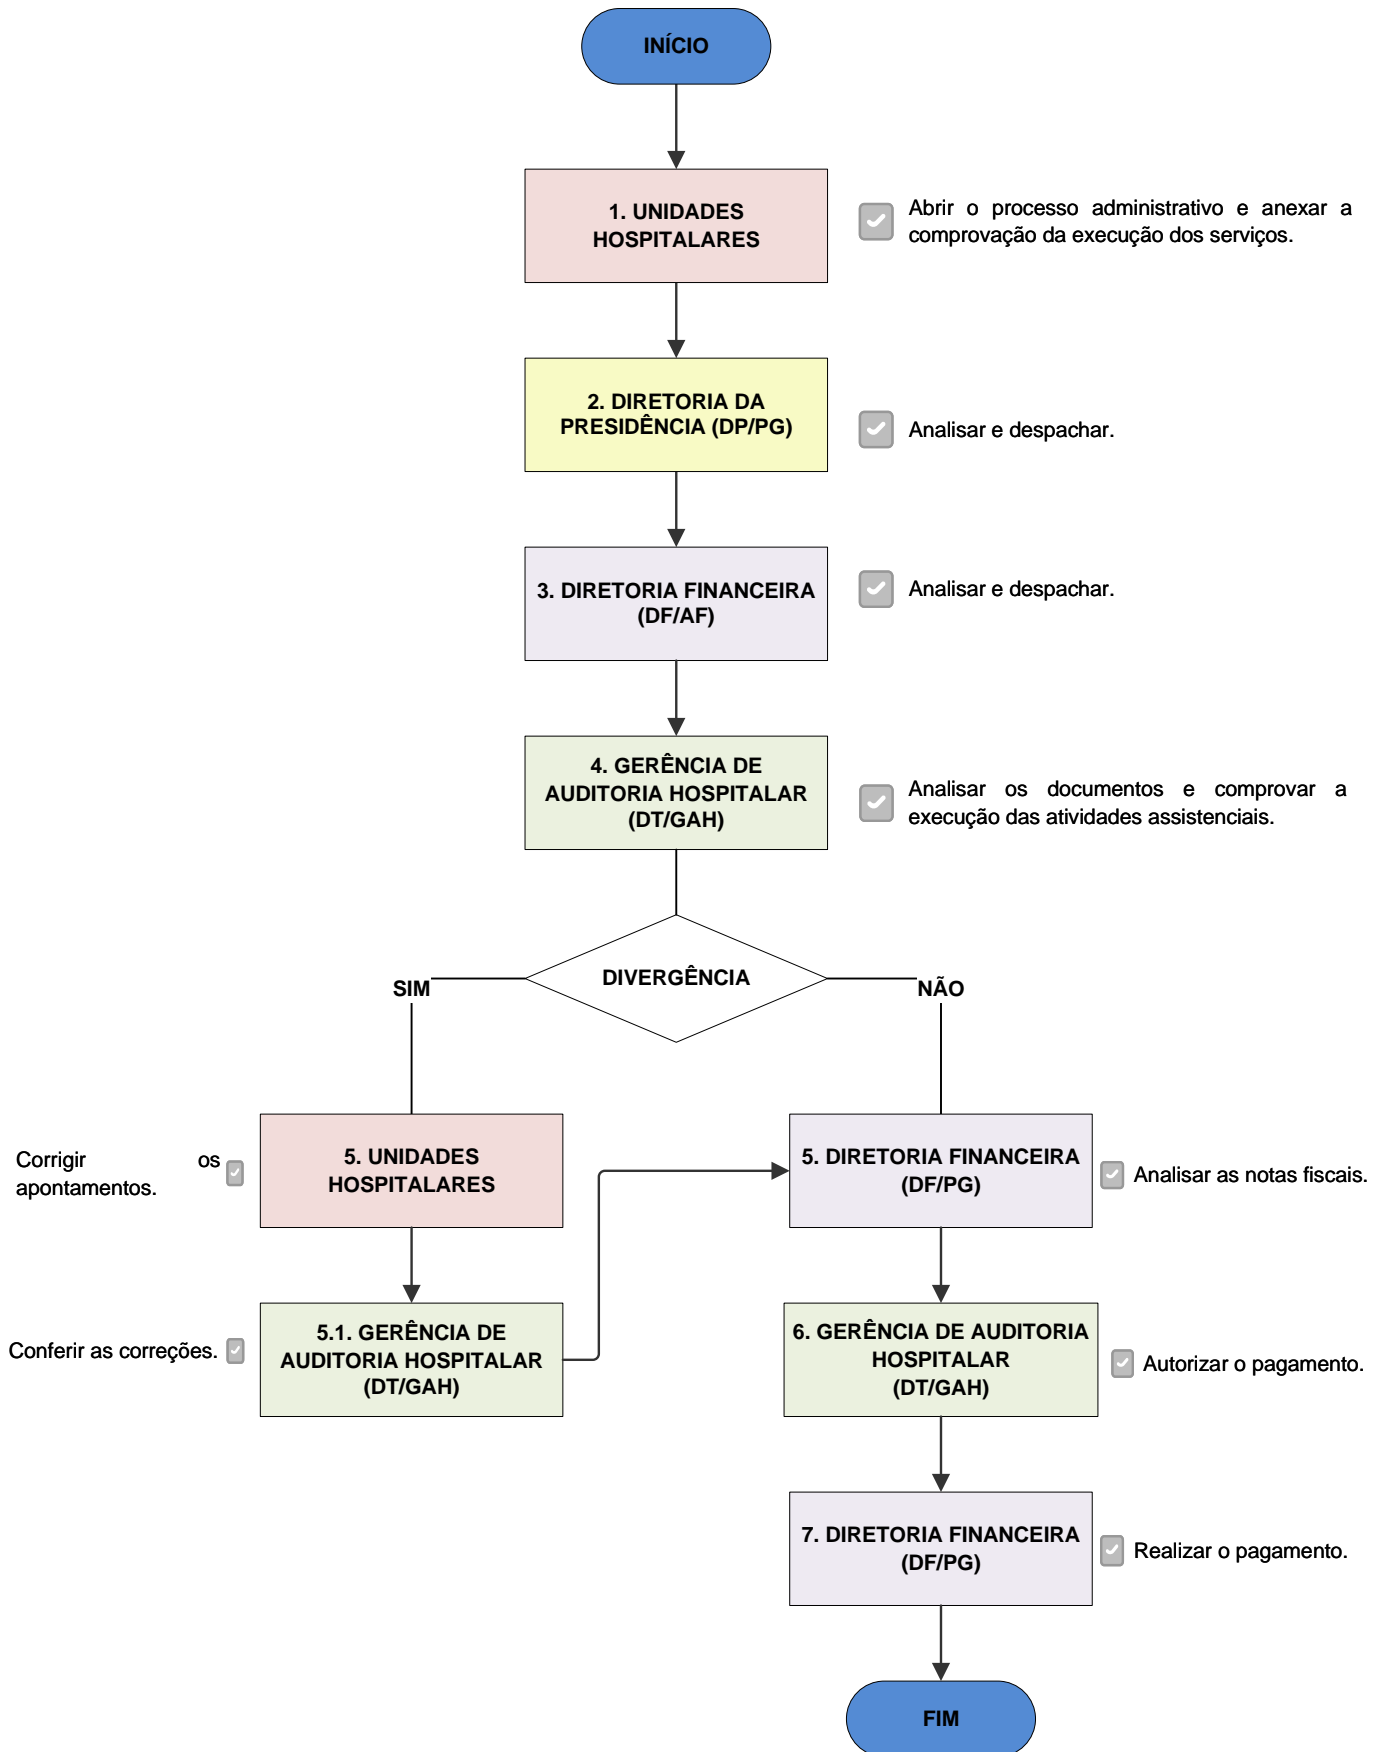 INÍCIO
1. UNIDADES
HOSPITALARES
Abrir o processo administrativo e anexar a
comprovação da execução dos serviços.
2. DIRETORIA DA
PRESIDÊNCIA (DP/PG)
Analisar e despachar.
3. DIRETORIA FINANCEIRA
(DF/AF)
Analisar e despachar.
4. GERÊNCIA DE
AUDITORIA HOSPITALAR
(DT/GAH)
Analisar os documentos e comprovar a
execução das atividades assistenciais.
DIVERGÊNCIA
SIM
NÃO
Corrigir os
apontamentos.
5. UNIDADES
HOSPITALARES
5. DIRETORIA FINANCEIRA
(DF/PG)
Analisar as notas fiscais.
Conferir as correções.
5.1. GERÊNCIA DE
AUDITORIA HOSPITALAR
(DT/GAH)
6. GERÊNCIA DE AUDITORIA
HOSPITALAR
(DT/GAH)
Autorizar o pagamento.
7. DIRETORIA FINANCEIRA
(DF/PG)
Realizar o pagamento.
FIM